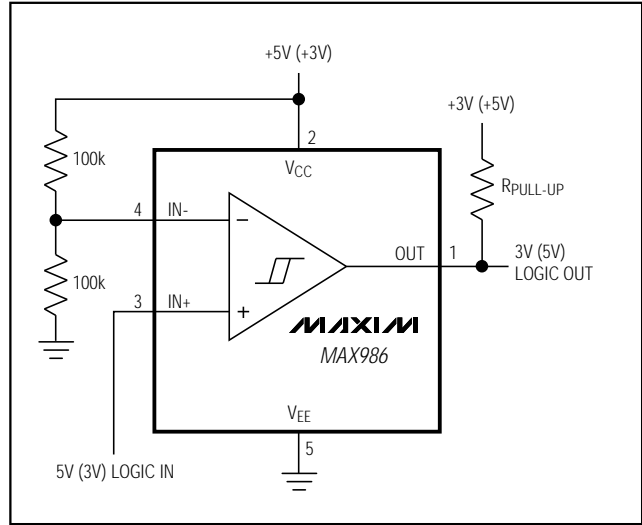 +5V (+3V)
+3V (+5V)
2
VCC
100k
RPULL-UP
4
IN-
−
OUT
1
3V (5V)
LOGIC OUT
100k
3
IN+
+
MAXIM
MAX986
VEE
5
5V (3V) LOGIC IN